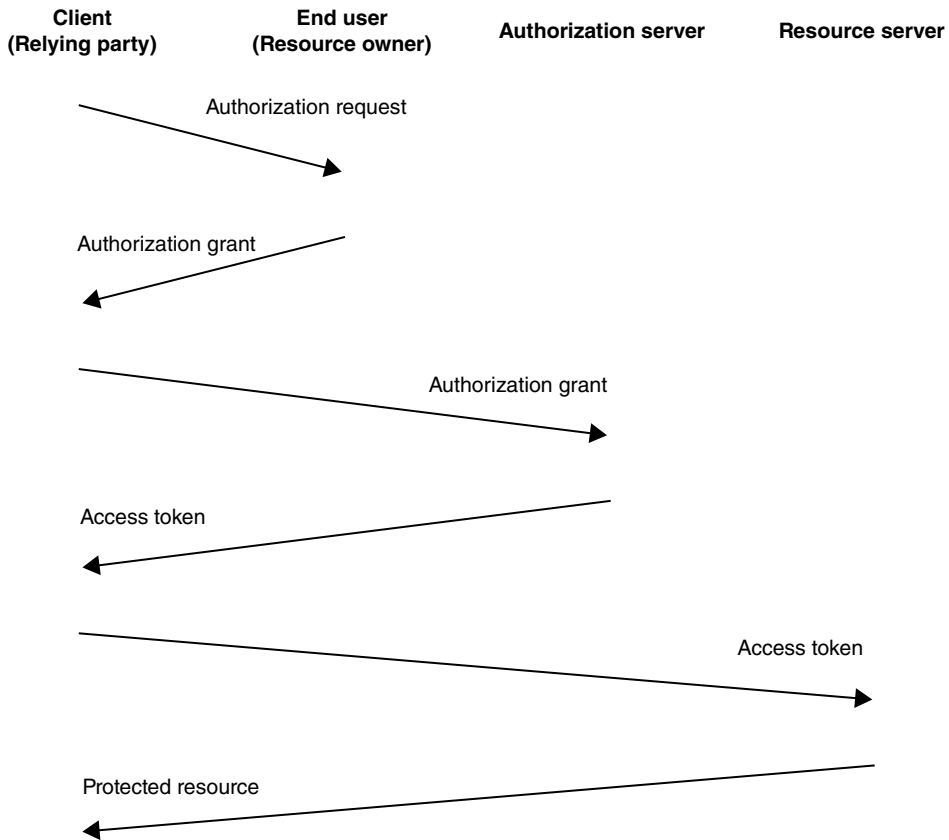 Client
(Relying party)
End user
(Resource owner)
Authorization server
Resource server
Authorization request
Authorization grant
Authorization grant
Access token
Access token
Protected resource